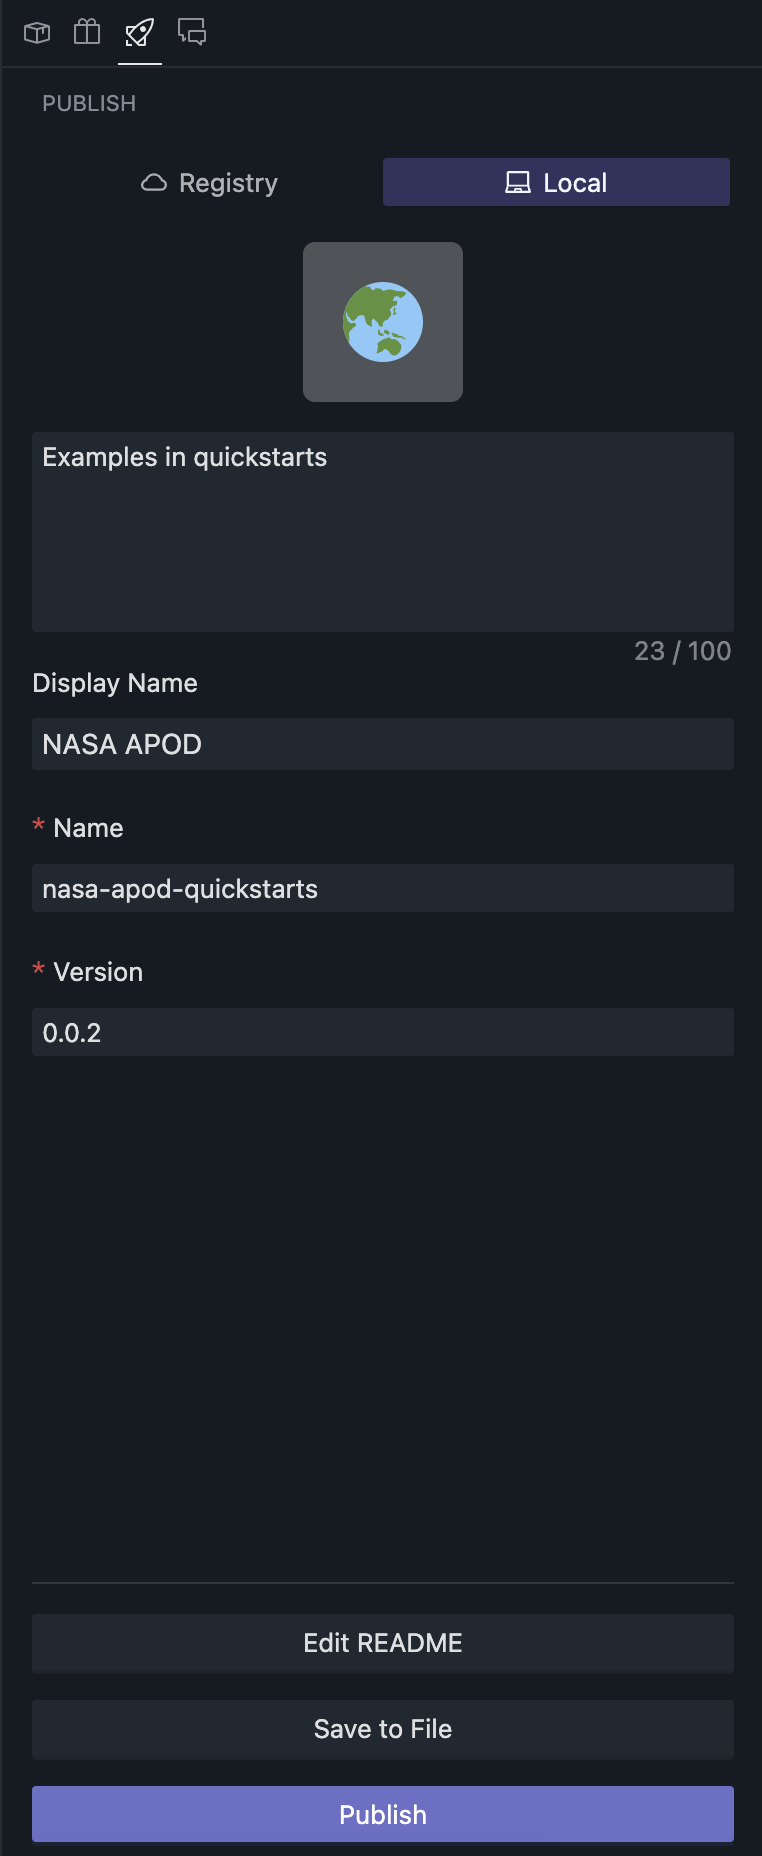 PUBLISH
Registry
Local
Examples in quickstarts
23 / 100
Display Name
NASA APOD
* Name
nasa-apod-quickstarts
* Version
0.0.2
Edit README
Save to File
Publish